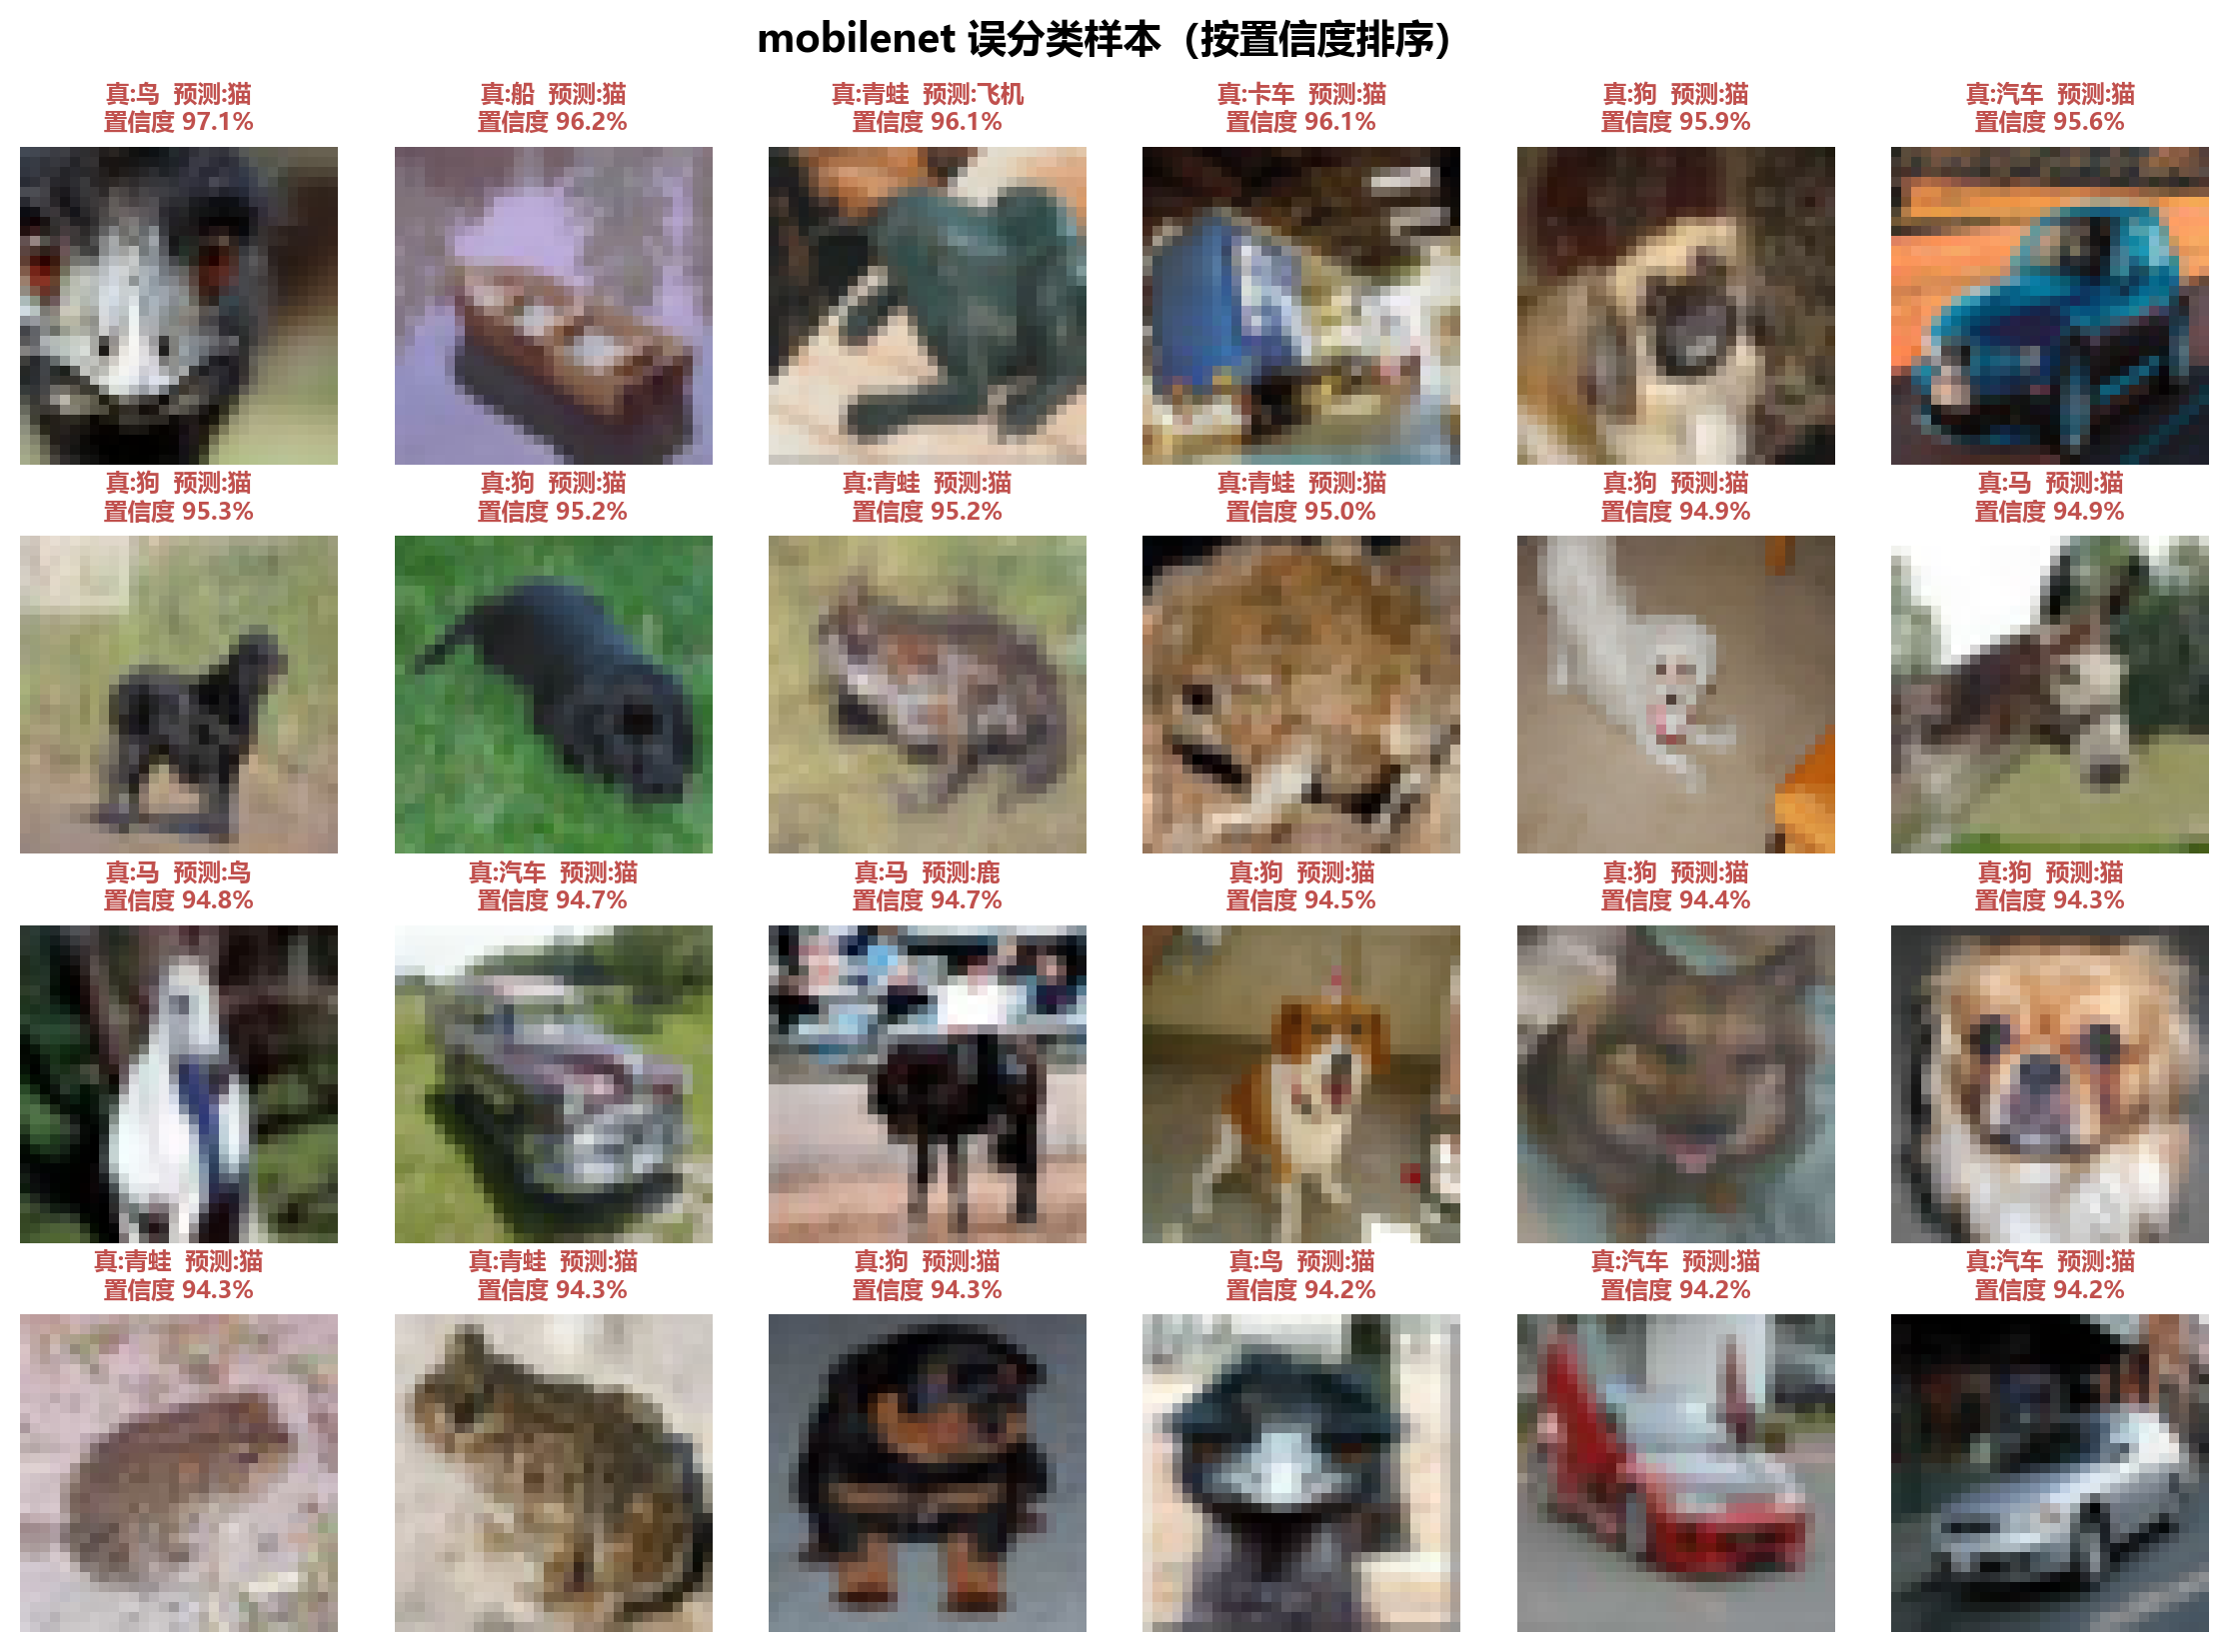 mobilenet 误分类样本（按置信度排序）
真:鸟 预测:猫
置信度 97.1%
真:船 预测:猫
置信度 96.2%
真:青蛙 预测:飞机
置信度 96.1%
真:卡车 预测:猫
置信度 96.1%
真:狗 预测:猫
置信度 95.9%
真:汽车 预测:猫
置信度 95.6%
真:狗 预测:猫
置信度 95.3%
真:狗 预测:猫
置信度 95.2%
真:青蛙 预测:猫
置信度 95.2%
真:青蛙 预测:猫
置信度 95.0%
真:狗 预测:猫
置信度 94.9%
真:马 预测:猫
置信度 94.9%
真:马 预测:鸟
置信度 94.8%
真:汽车 预测:猫
置信度 94.7%
真:马 预测:鹿
置信度 94.7%
真:狗 预测:猫
置信度 94.5%
真:狗 预测:猫
置信度 94.4%
真:狗 预测:猫
置信度 94.3%
真:青蛙 预测:猫
置信度 94.3%
真:青蛙 预测:猫
置信度 94.3%
真:狗 预测:猫
置信度 94.3%
真:鸟 预测:猫
置信度 94.2%
真:汽车 预测:猫
置信度 94.2%
真:汽车 预测:猫
置信度 94.2%